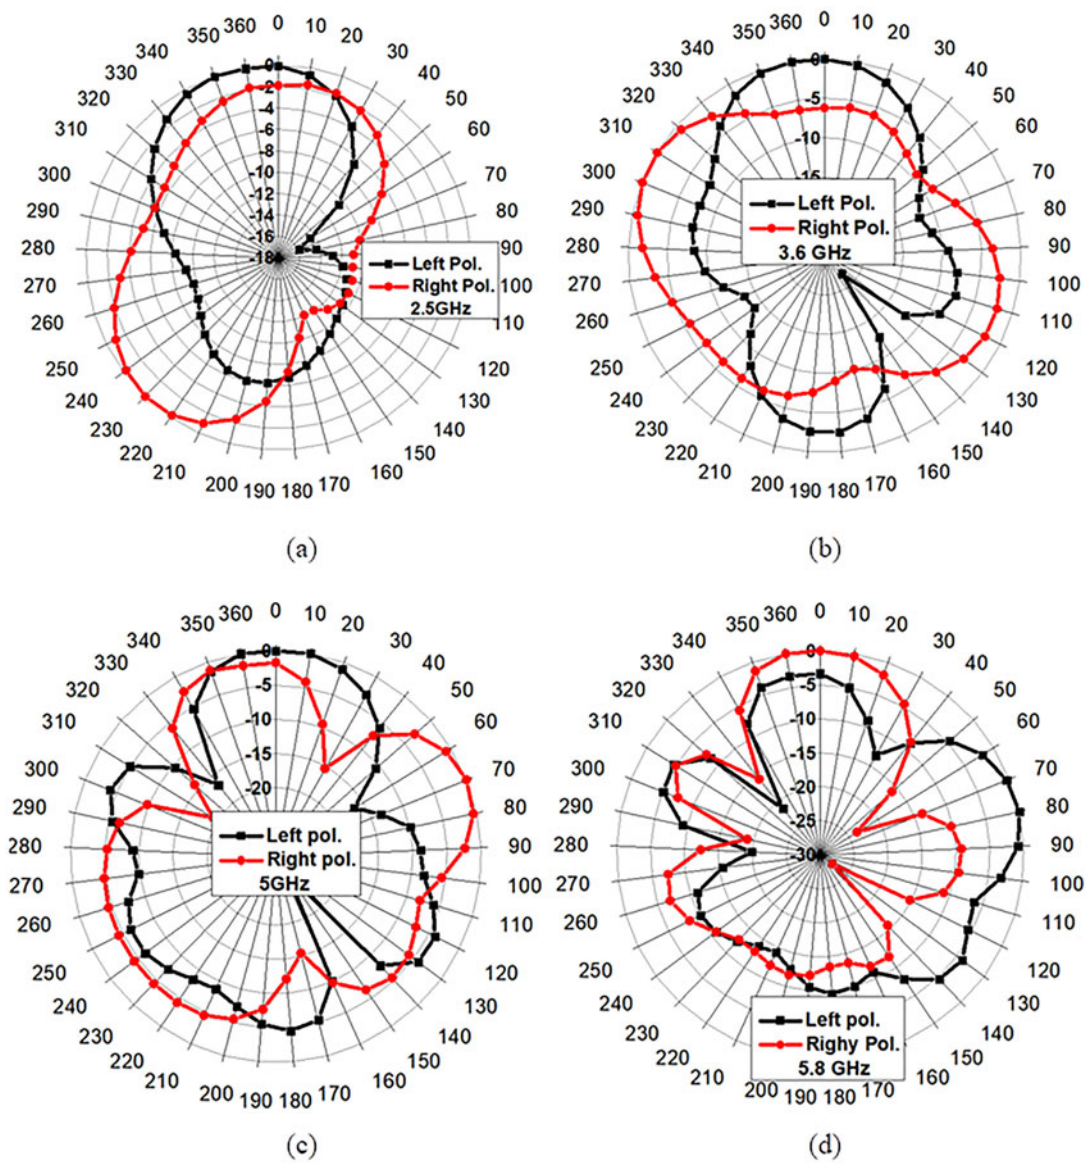 350 360 0 10 20 30 40 50 60 70 80 90 100 110 120 130 140 150 160 170 180 190 200 210 220 230 240 250 260 270 280 290 300 310 320 330 340
0
-2
-4
-6
-8
-10
-12
-14
-16
-18
Left Pol.
Right Pol.
2.5GHz
(a)
350 360 0 10 20 30 40 50 60 70 80 90 100 110 120 130 140 150 160 170 180 190 200 210 220 230 240 250 260 270 280 290 300 310 320 330 340
0
-5
-10
-15
Left Pol.
Right Pol.
3.6 GHz
(b)
350 360 0 10 20 30 40 50 60 70 80 90 100 110 120 130 140 150 160 170 180 190 200 210 220 230 240 250 260 270 280 290 300 310 320 330 340
0
-5
-10
-15
-20
Left pol.
Right pol.
5GHz
(c)
350 360 0 10 20 30 40 50 60 70 80 90 100 110 120 130 140 150 160 170 180 190 200 210 220 230 240 250 260 270 280 290 300 310 320 330 340
0
-5
-10
-15
-20
-25
-30
Left pol.
Righy Pol.
5.8 GHz
(d)